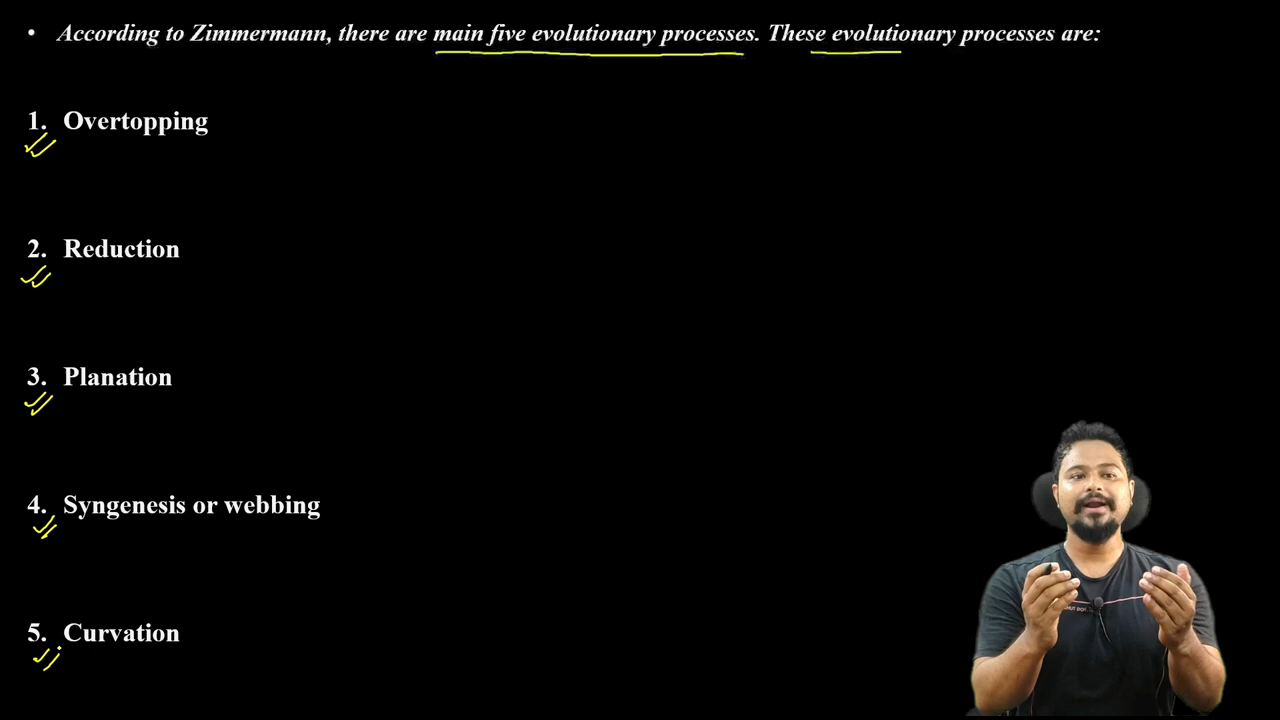 • According to Zimmermann, there are main five evolutionary processes. These evolutionary processes are:
1. Overtopping
2. Reduction
3. Planation
4. Syngenesis or webbing
5. Curvation